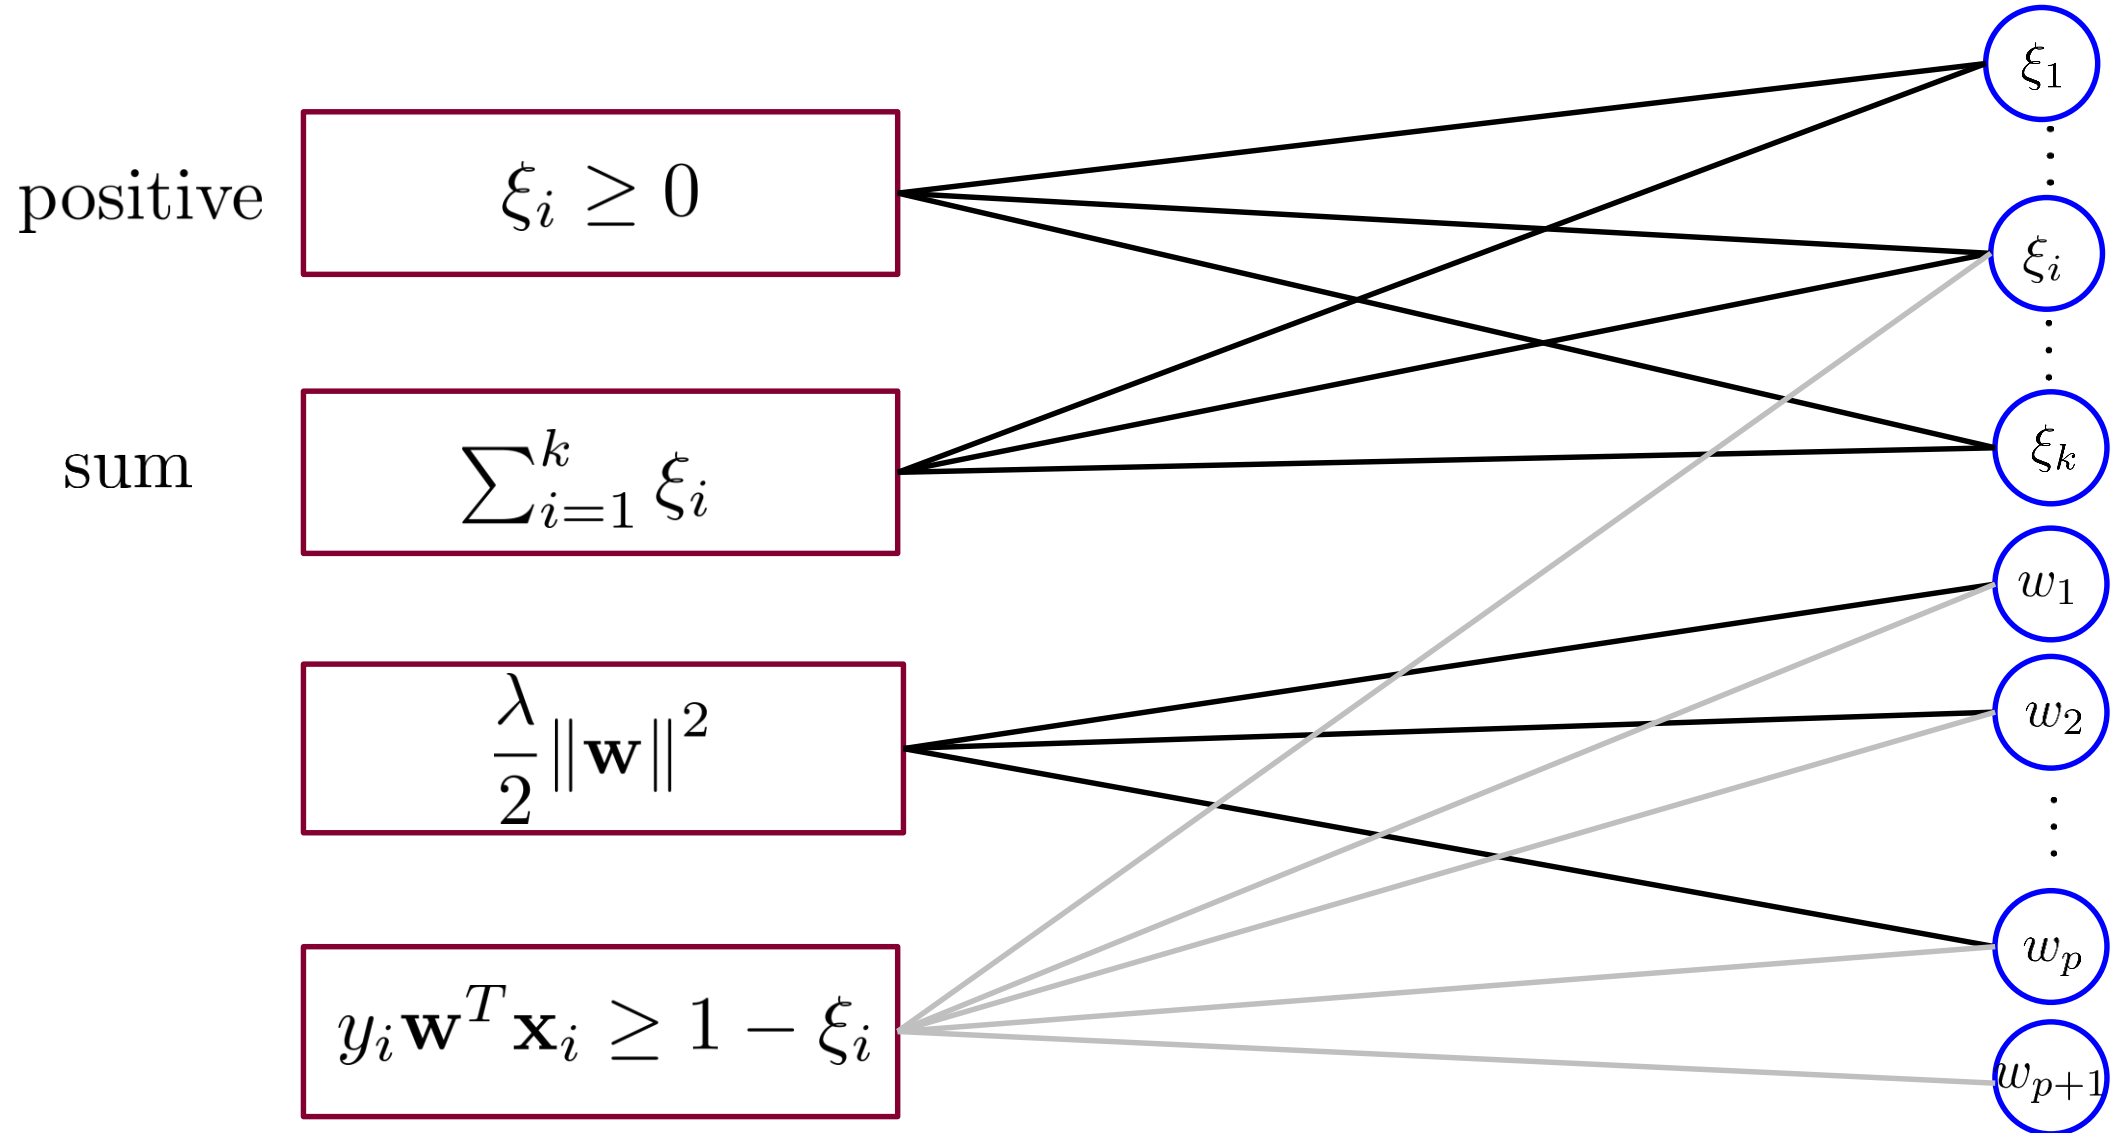 positive
ξ_i ≥ 0
sum
∑_{i=1}^{k} ξ_i
\frac{λ}{2}‖𝐰‖²
y_i 𝐰^T 𝐱_i ≥ 1 − ξ_i
ξ_1
⋮
ξ_i
⋮
ξ_k
w_1
w_2
⋮
w_p
w_{p+1}